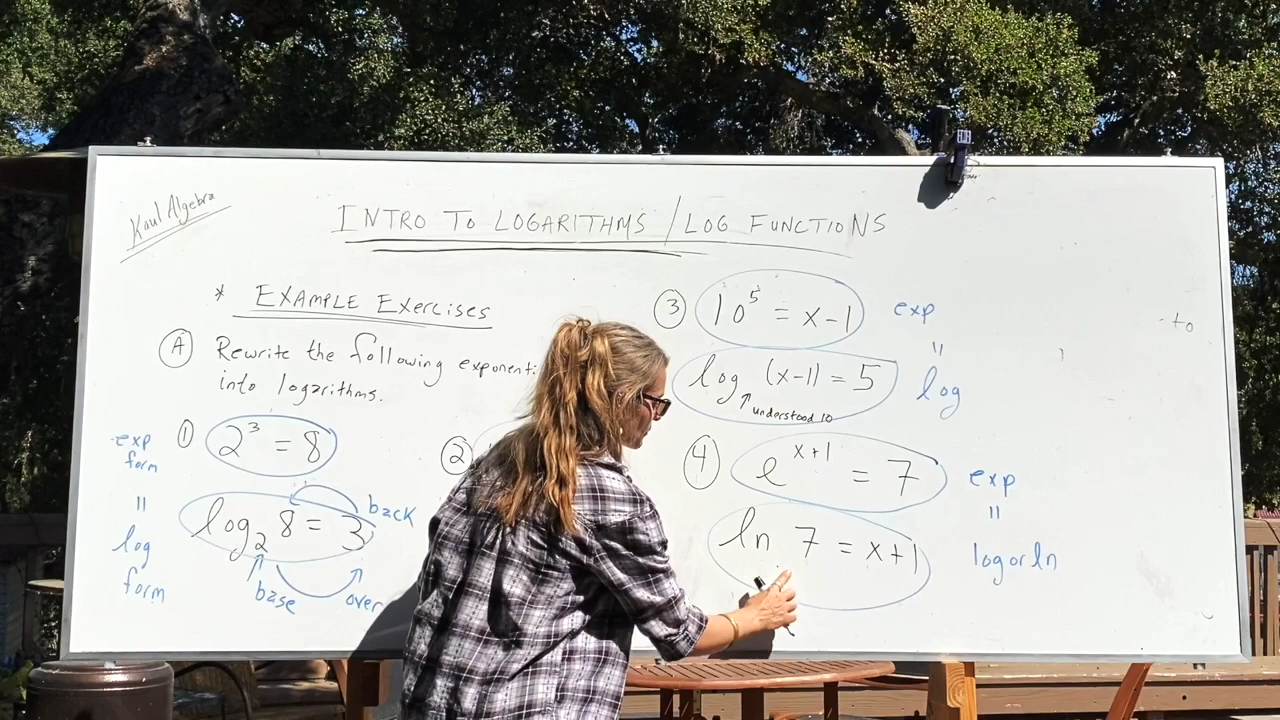 Kaul Algebra
INTRO TO LOGARITHMS / LOG FUNCTIONS
* EXAMPLE Exercises
Ⓐ Rewrite the following exponenti
into logarithms.
① 2³ = 8
exp
form
=
log
form
log₂ 8 = 3
back
base
over
②
③ 10⁵ = x-1
exp
=
log
log (x-1) = 5
↑ understood 10
④ e^(x+1) = 7
exp
=
log or ln
ln 7 = x+1
to